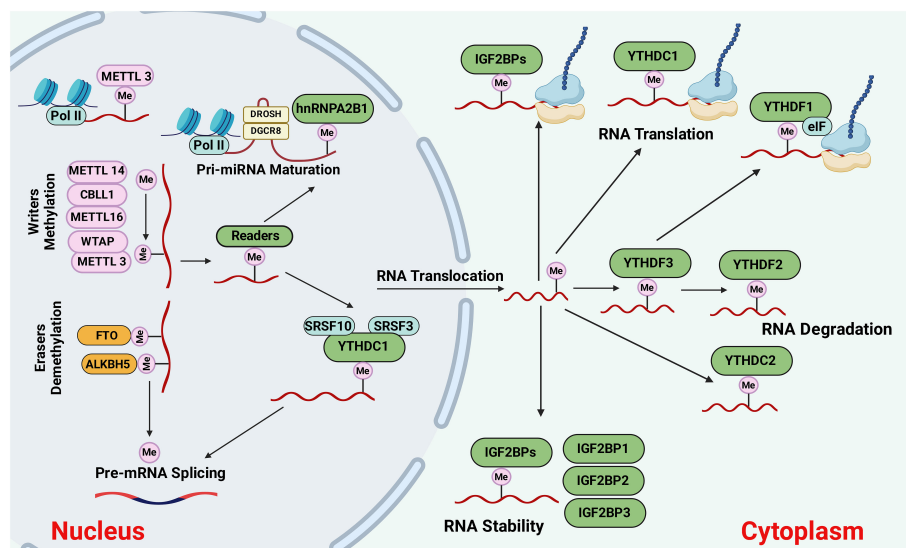 METTL 3
Me
Pol II
DROSH
DGCR8
hnRNPA2B1
Me
Pol II
Pri-miRNA Maturation
Writers
Methylation
METTL 14
CBLL1
METTL16
WTAP
METTL 3
Me
Me
Readers
Me
Erasers
Demethylation
FTO
Me
ALKBH5
Me
SRSF10
SRSF3
YTHDC1
Me
Me
Pre-mRNA Splicing
Nucleus
RNA Translocation
Me
IGF2BPs
Me
YTHDC1
Me
RNA Translation
YTHDF1
Me
eIF
YTHDF3
Me
YTHDF2
Me
RNA Degradation
YTHDC2
Me
IGF2BPs
Me
IGF2BP1
IGF2BP2
IGF2BP3
RNA Stability
Cytoplasm